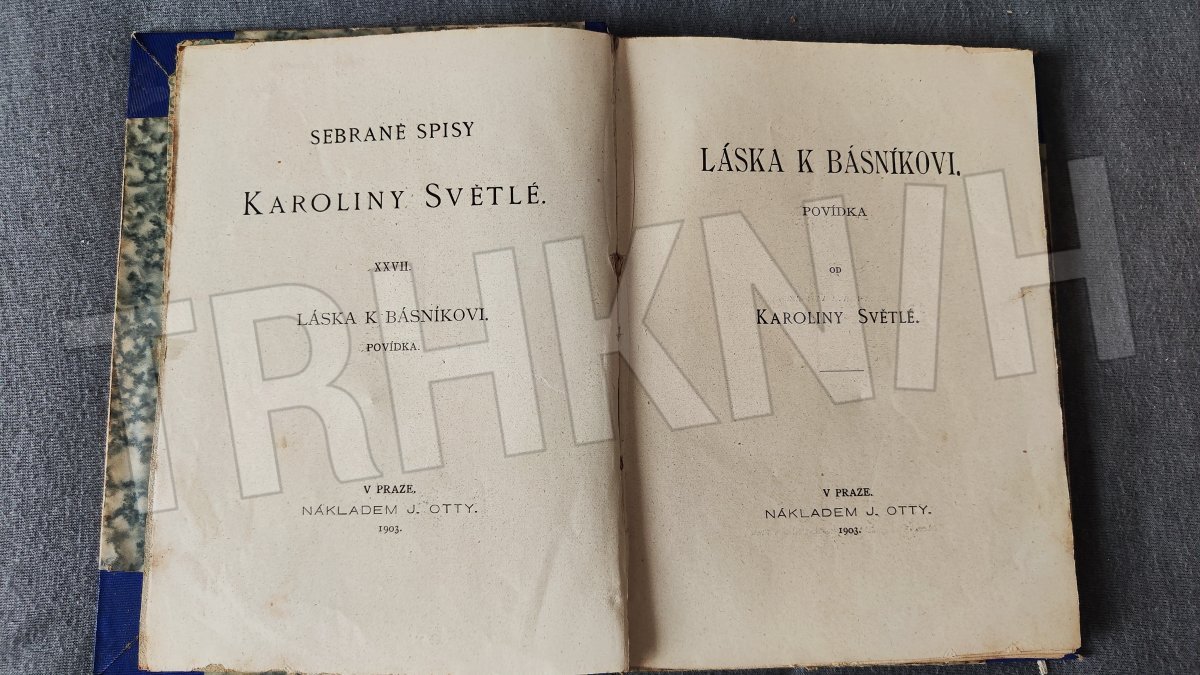 SEBRANÉ SPISY
KAROLINY SVĚTLÉ.
XXVII.
LÁSKA K BÁSNÍKOVI.
POVÍDKA.
V PRAZE.
NÁKLADEM J. OTTY.
1903.
LÁSKA K BÁSNÍKOVI.
POVÍDKA
OD
KAROLINY SVĚTLÉ.
V PRAZE.
NÁKLADEM J. OTTY.
1903.
TRHKNIH